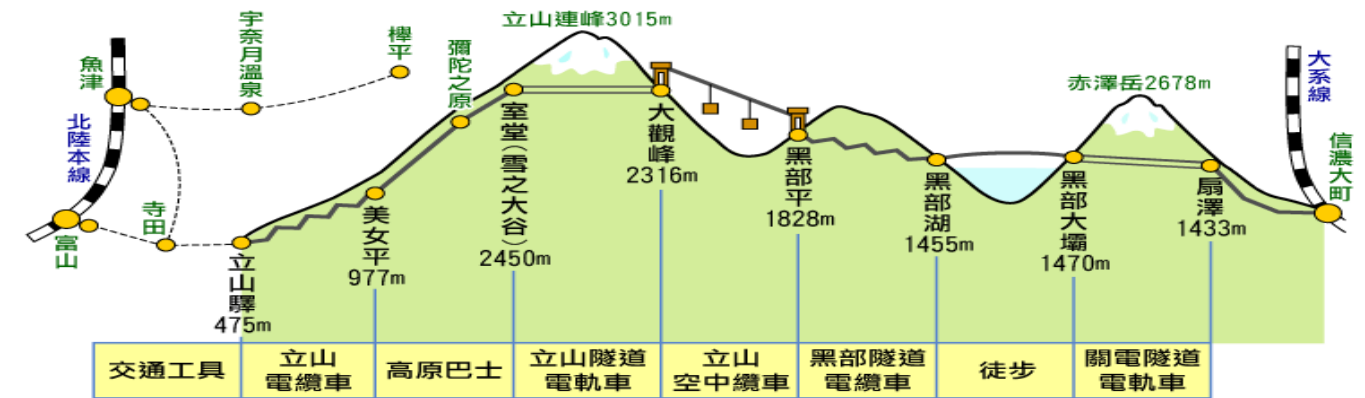 立山連峰3015m
宇奈月溫泉
欅平
彌陀之原
魚津
北陸本線
寺田
富山
赤澤岳2678m
大系線
信濃大町
立山驛
475m
美女平
977m
室堂(雪之大谷)
2450m
大觀峰
2316m
黑部平
1828m
黑部湖
1455m
黑部大壩
1470m
扇澤
1433m
交通工具
立山
電纜車
高原巴士
立山隧道
電軌車
立山
空中纜車
黑部隧道
電纜車
徒步
關電隧道
電軌車